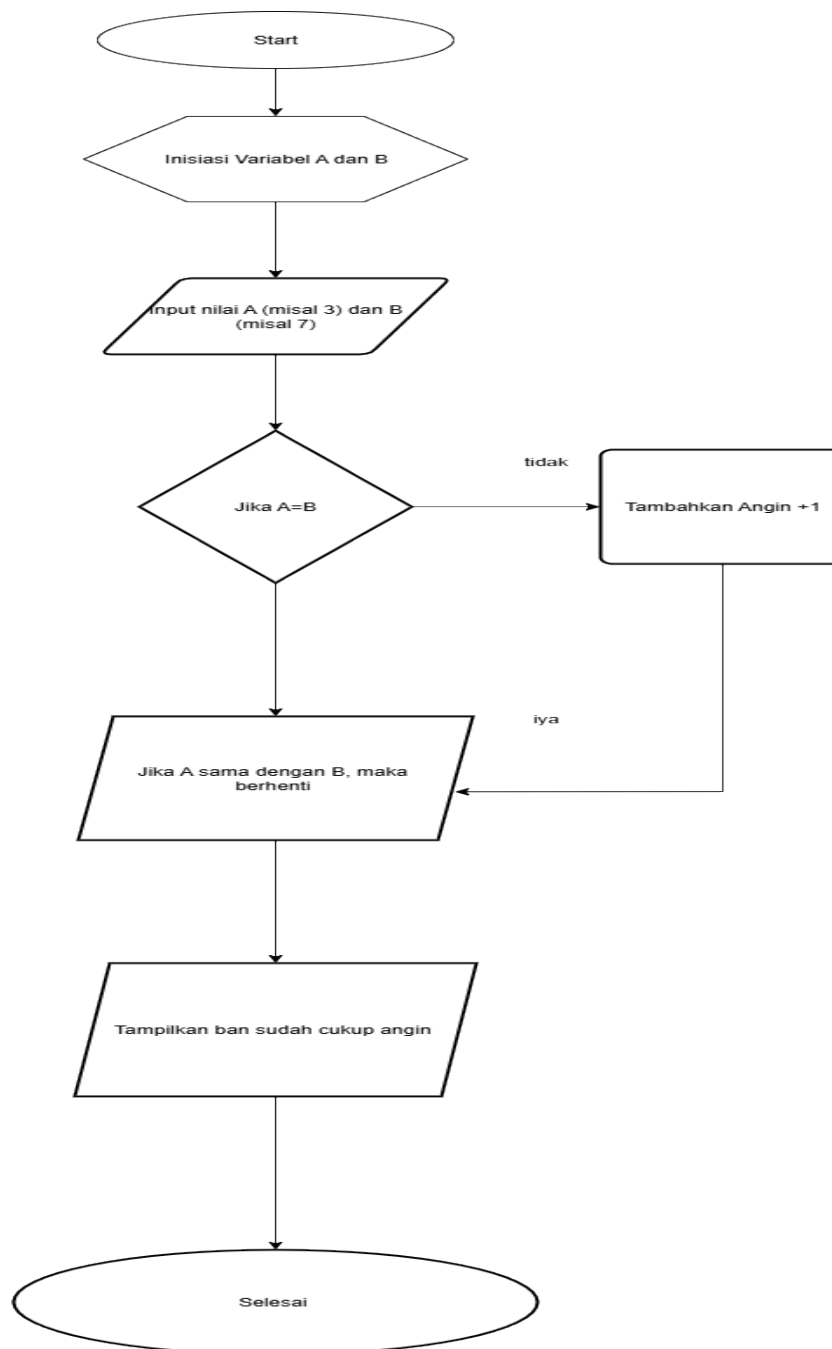 Start
Inisiasi Variabel A dan B
Input nilai A (misal 3) dan B
(misal 7)
Jika A=B
tidak
Tambahkan Angin +1
iya
Jika A sama dengan B, maka
berhenti
Tampilkan ban sudah cukup angin
Selesai